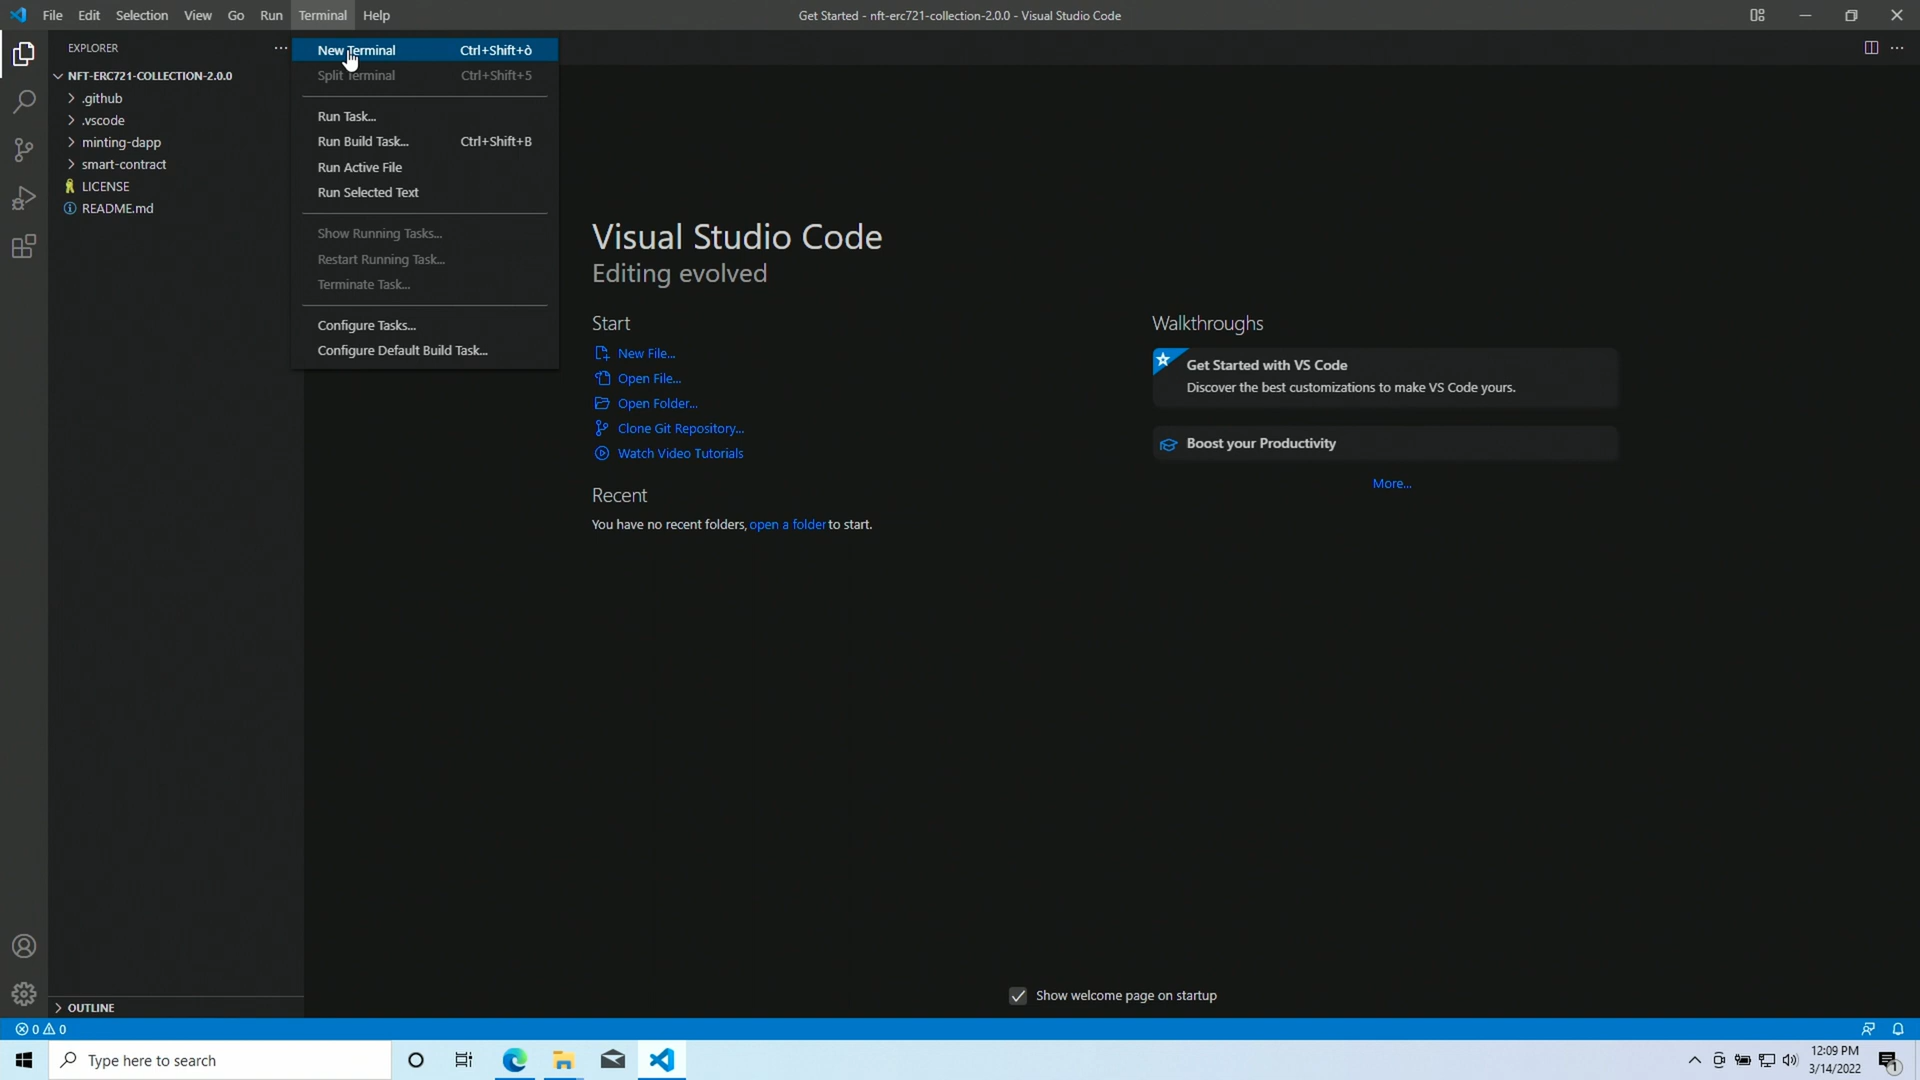 File Edit Selection View Go Run Terminal Help
Get Started - nft-erc721-collection-2.0.0 - Visual Studio Code
EXPLORER
NFT-ERC721-COLLECTION-2.0.0
.github
.vscode
minting-dapp
smart-contract
LICENSE
README.md
New Terminal Ctrl+Shift+ò
Split Terminal Ctrl+Shift+5
Run Task...
Run Build Task... Ctrl+Shift+B
Run Active File
Run Selected Text
Show Running Tasks...
Restart Running Task...
Terminate Task...
Configure Tasks...
Configure Default Build Task...
Visual Studio Code
Editing evolved
Start
New File...
Open File...
Open Folder...
Clone Git Repository...
Watch Video Tutorials
Recent
You have no recent folders, open a folder to start.
Walkthroughs
Get Started with VS Code
Discover the best customizations to make VS Code yours.
Boost your Productivity
More...
Show welcome page on startup
OUTLINE
0 0
Type here to search
12:09 PM
3/14/2022
1